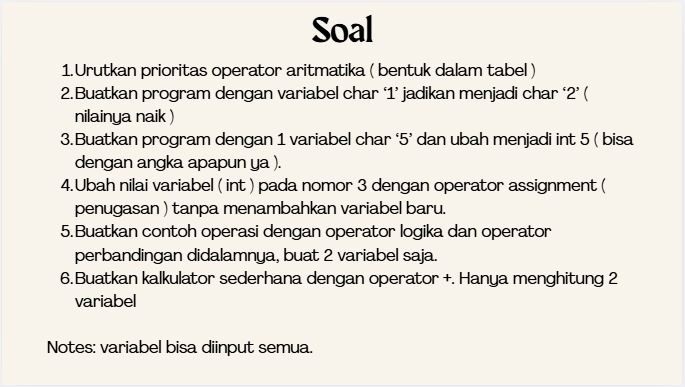 Soal
1.Urutkan prioritas operator aritmatika ( bentuk dalam tabel )
2.Buatkan program dengan variabel char ‘1’ jadikan menjadi char ‘2’ (
nilainya naik )
3.Buatkan program dengan 1 variabel char ‘5’ dan ubah menjadi int 5 ( bisa
dengan angka apapun ya ).
4.Ubah nilai variabel ( int ) pada nomor 3 dengan operator assignment (
penugasan ) tanpa menambahkan variabel baru.
5.Buatkan contoh operasi dengan operator logika dan operator
perbandingan didalamnya, buat 2 variabel saja.
6.Buatkan kalkulator sederhana dengan operator +. Hanya menghitung 2
variabel
Notes: variabel bisa diinput semua.